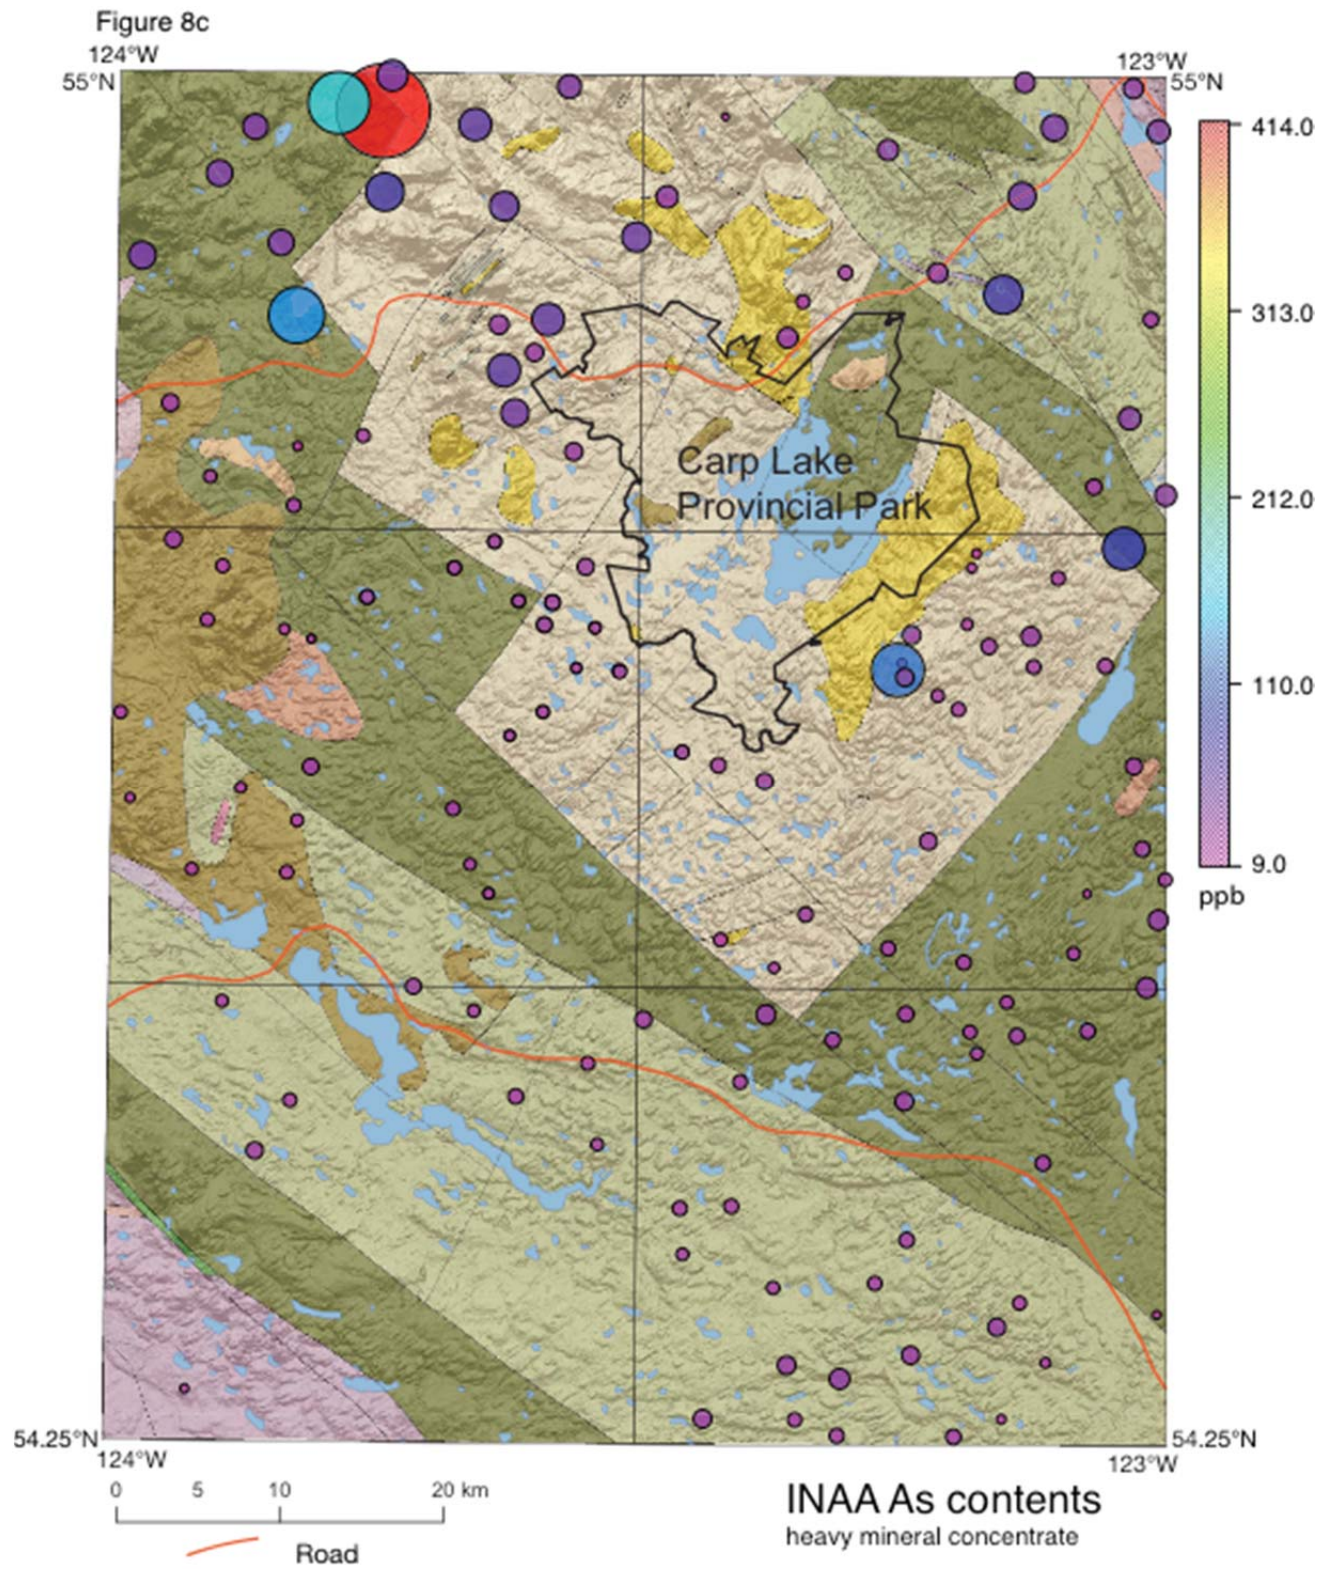 Figure 8c
124°W
123°W
55°N
55°N
414.0
313.0
212.0
110.0
9.0
ppb
Carp Lake
Provincial Park
54.25°N
54.25°N
124°W
123°W
0 5 10 20 km
Road
INAA As contents
heavy mineral concentrate